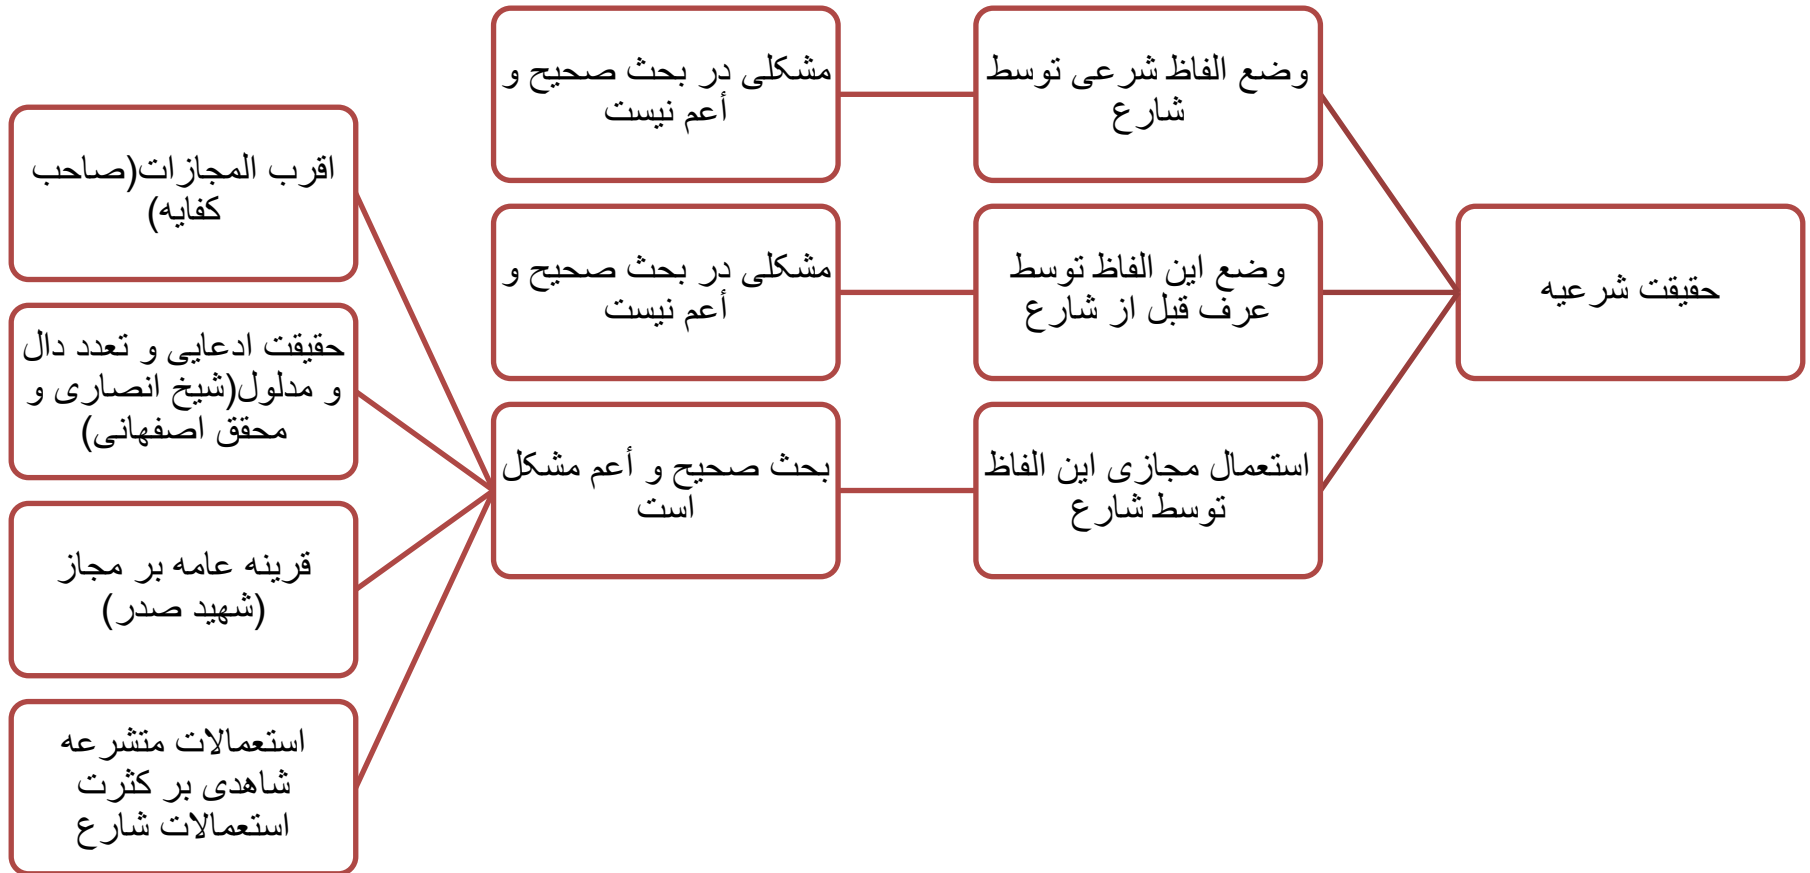 حقیقت شرعیه
وضع الفاظ شرعی توسط
شارع
مشکلی در بحث صحیح و
أعم نیست
وضع این الفاظ توسط
عرف قبل از شارع
مشکلی در بحث صحیح و
أعم نیست
استعمال مجازی این الفاظ
توسط شارع
بحث صحیح و أعم مشکل
است
اقرب المجازات(صاحب
کفایه)
حقیقت ادعایی و تعدد دال
و مدلول(شیخ انصاری و
محقق اصفهانی)
قرینه عامه بر مجاز
(شهید صدر)
استعمالات متشرعه
شاهدی بر کثرت
استعمالات شارع